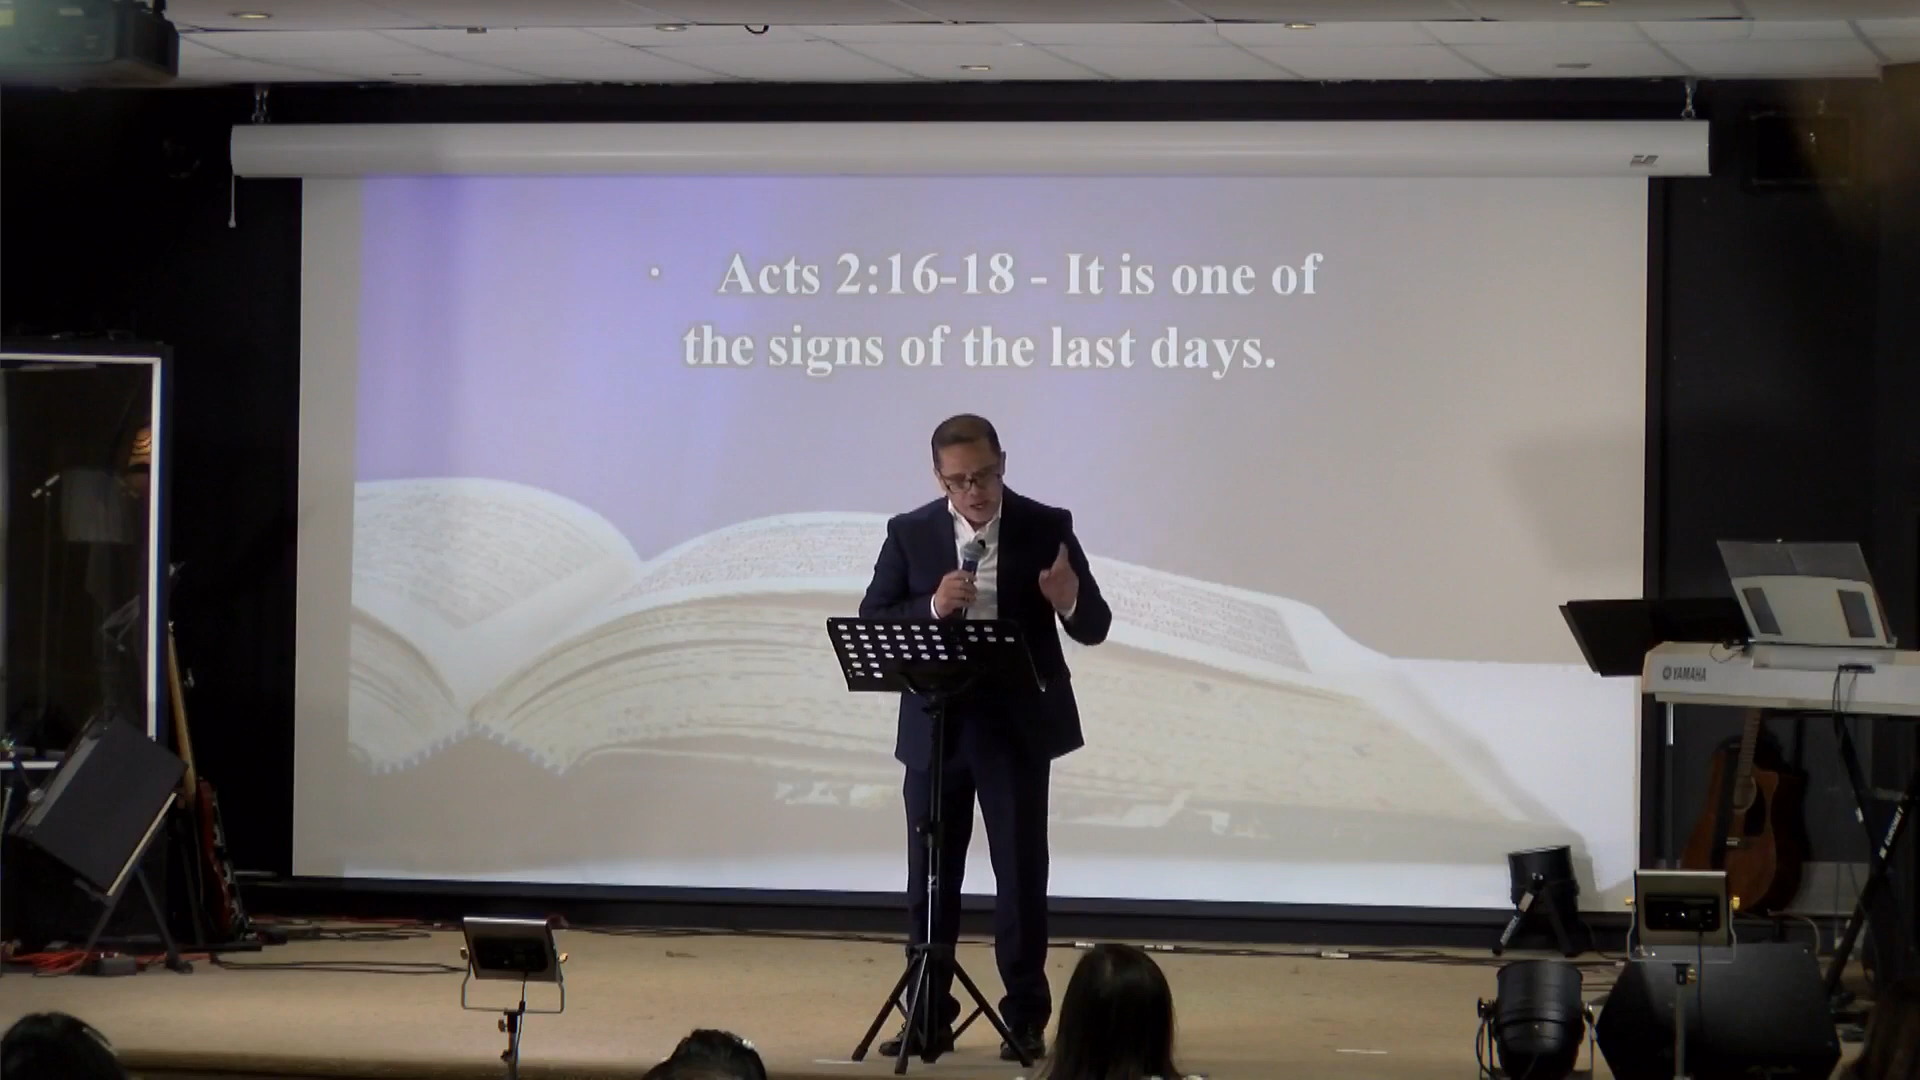 · Acts 2:16-18 - It is one of
the signs of the last days.
YAMAHA